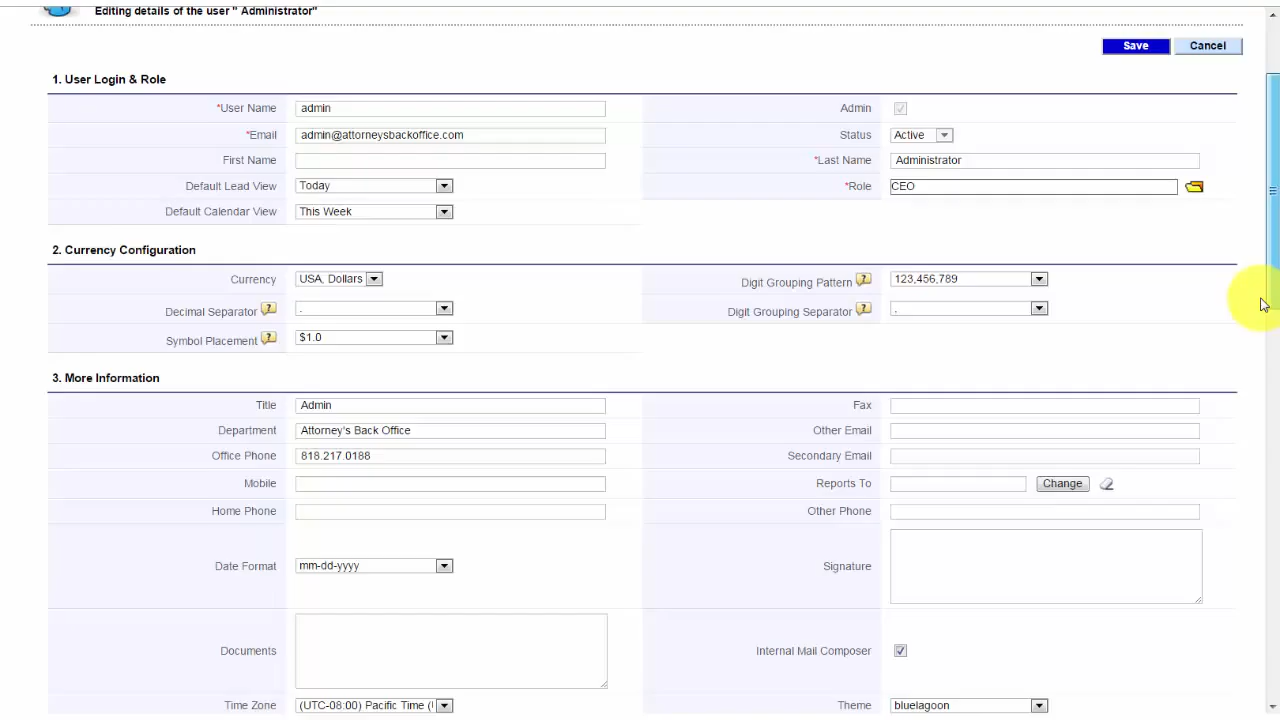 Editing details of the user " Administrator"
Save Cancel
1. User Login & Role
*User Name admin Admin
*Email admin@attorneysbackoffice.com Status Active
First Name *Last Name Administrator
Default Lead View Today *Role CEO
Default Calendar View This Week
2. Currency Configuration
Currency USA, Dollars Digit Grouping Pattern ? 123,456,789
Decimal Separator ? . Digit Grouping Separator ? ,
Symbol Placement ? $1.0
3. More Information
Title Admin Fax
Department Attorney's Back Office Other Email
Office Phone 818.217.0188 Secondary Email
Mobile Reports To Change
Home Phone Other Phone
Date Format mm-dd-yyyy Signature
Documents Internal Mail Composer
Time Zone (UTC-08:00) Pacific Time ( Theme bluelagoon